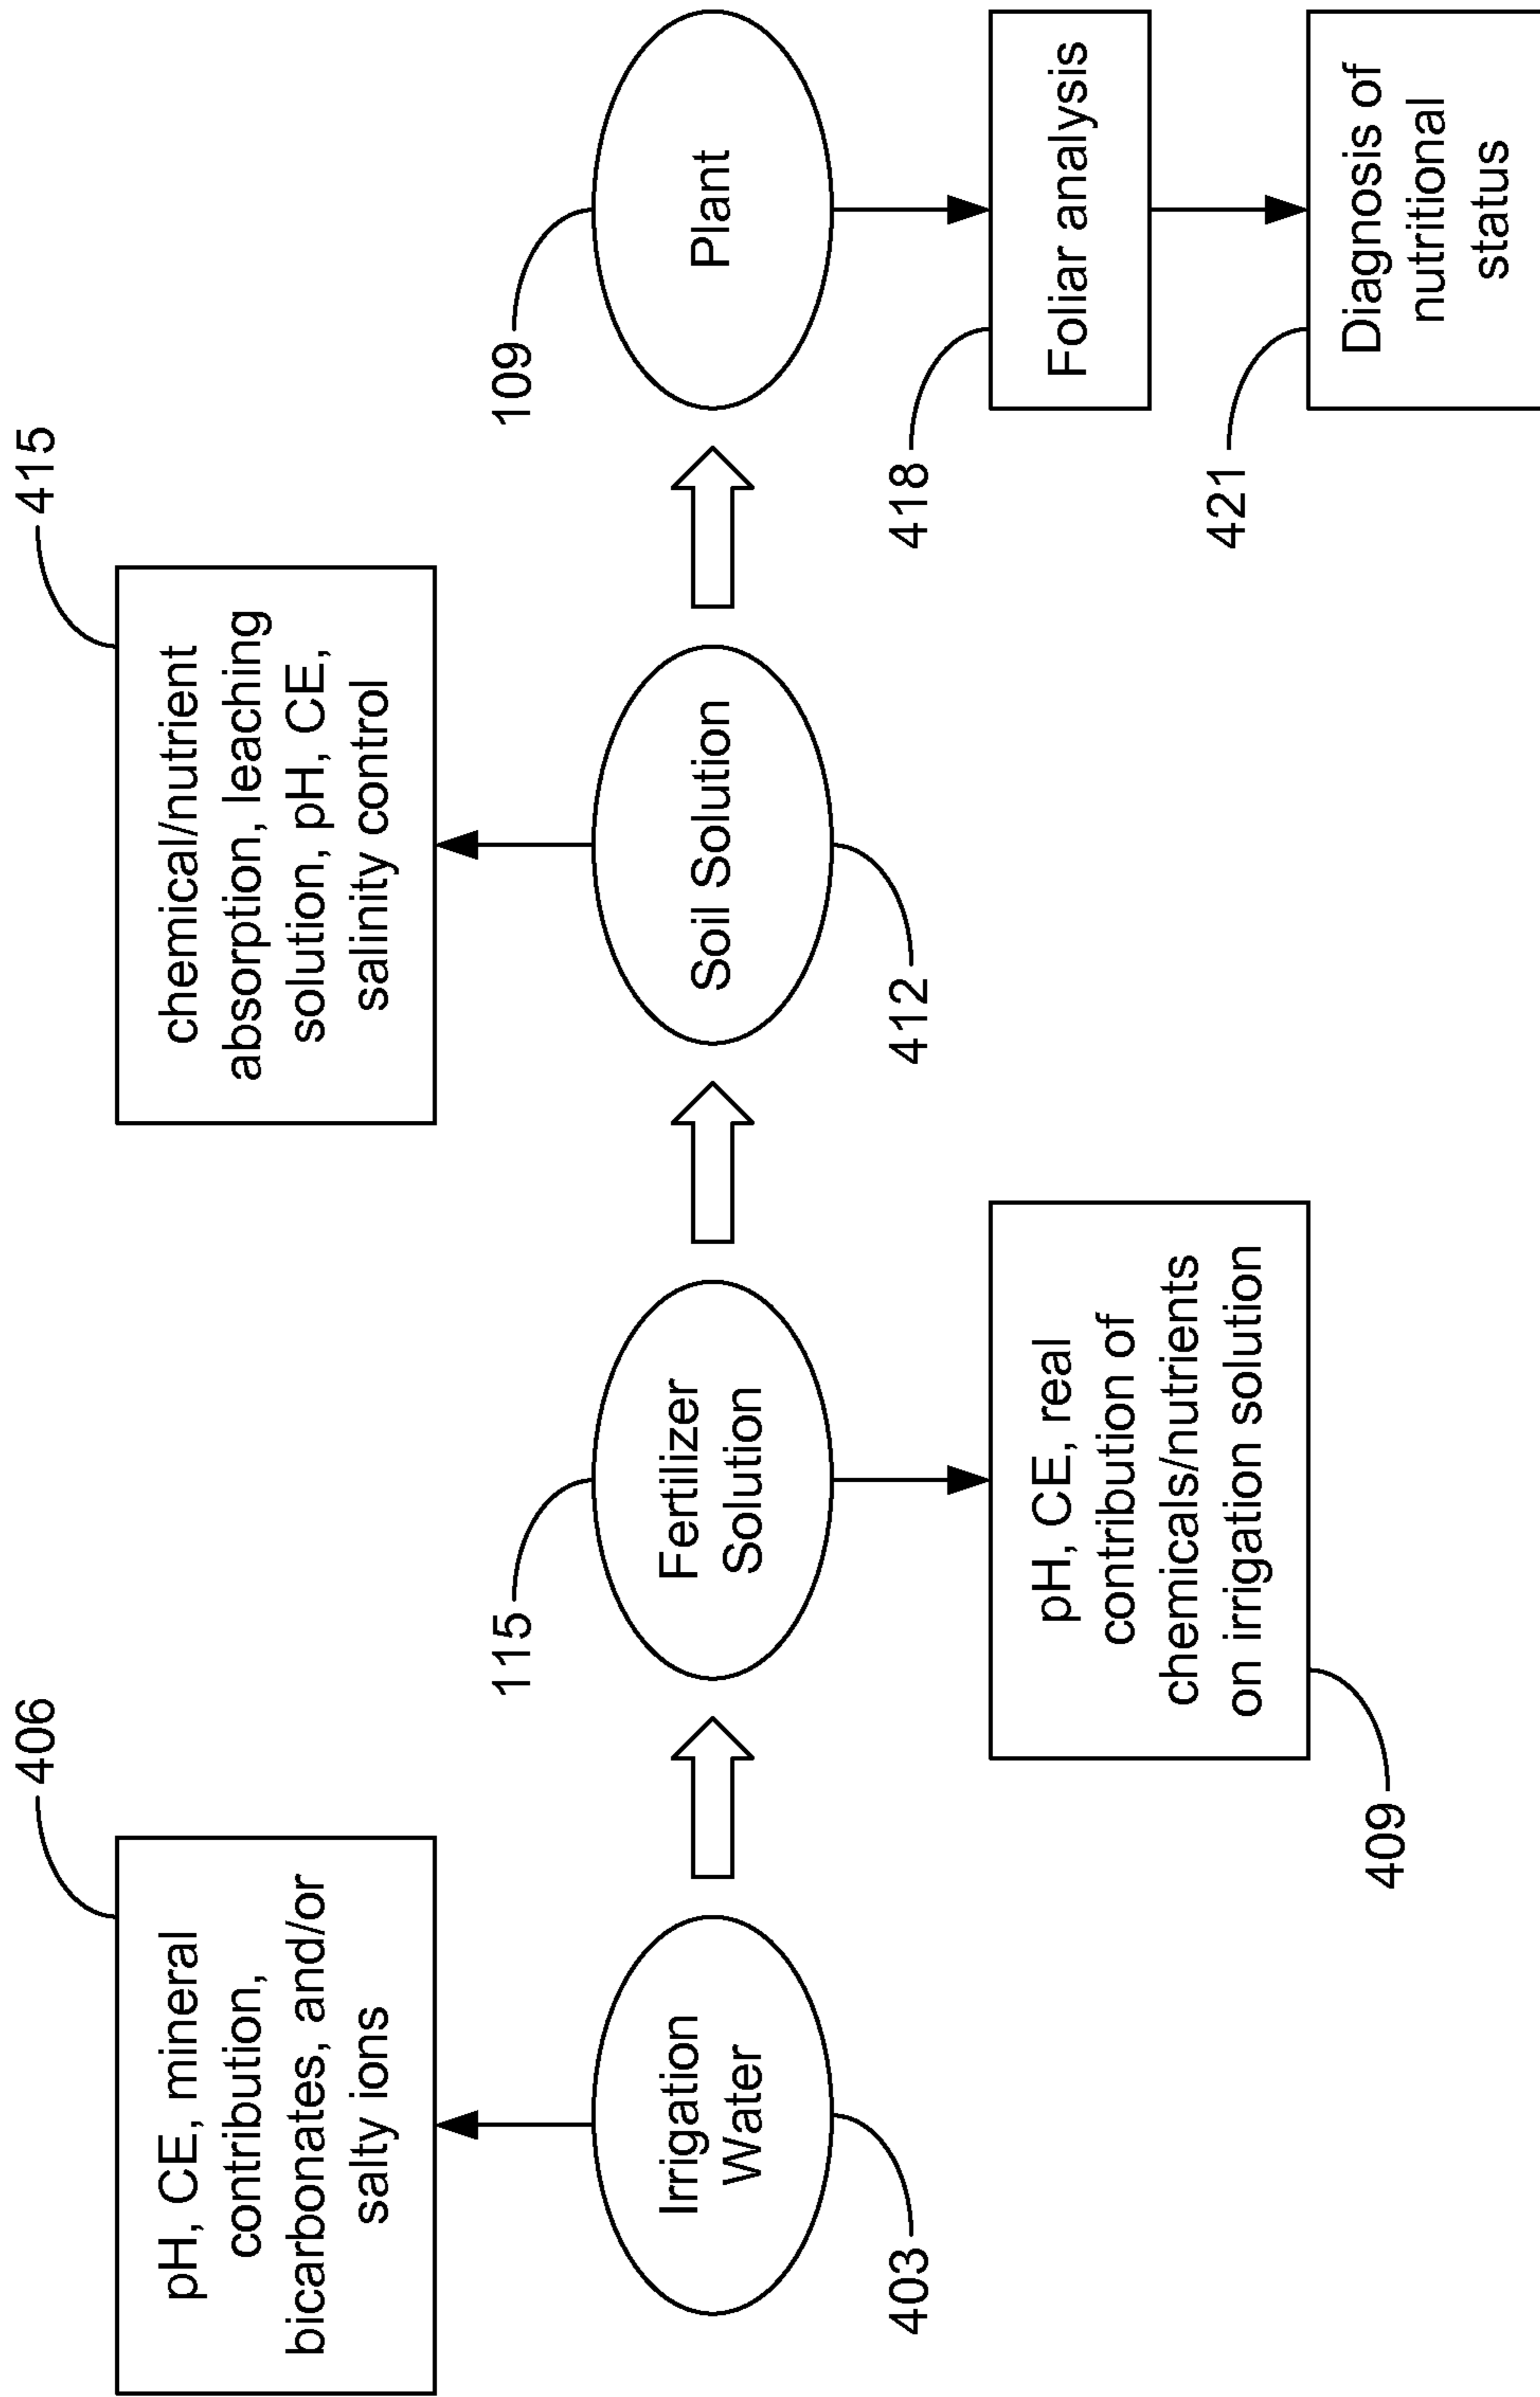 406
pH, CE, mineral
contribution,
bicarbonates, and/or
salty ions
415
chemical/nutrient
absorption, leaching
solution, pH, CE,
salinity control
Irrigation
Water
403
115
Fertilizer
Solution
Soil Solution
412
109
Plant
pH, CE, real
contribution of
chemicals/nutrients
on irrigation solution
409
418
Foliar analysis
421
Diagnosis of
nutritional
status